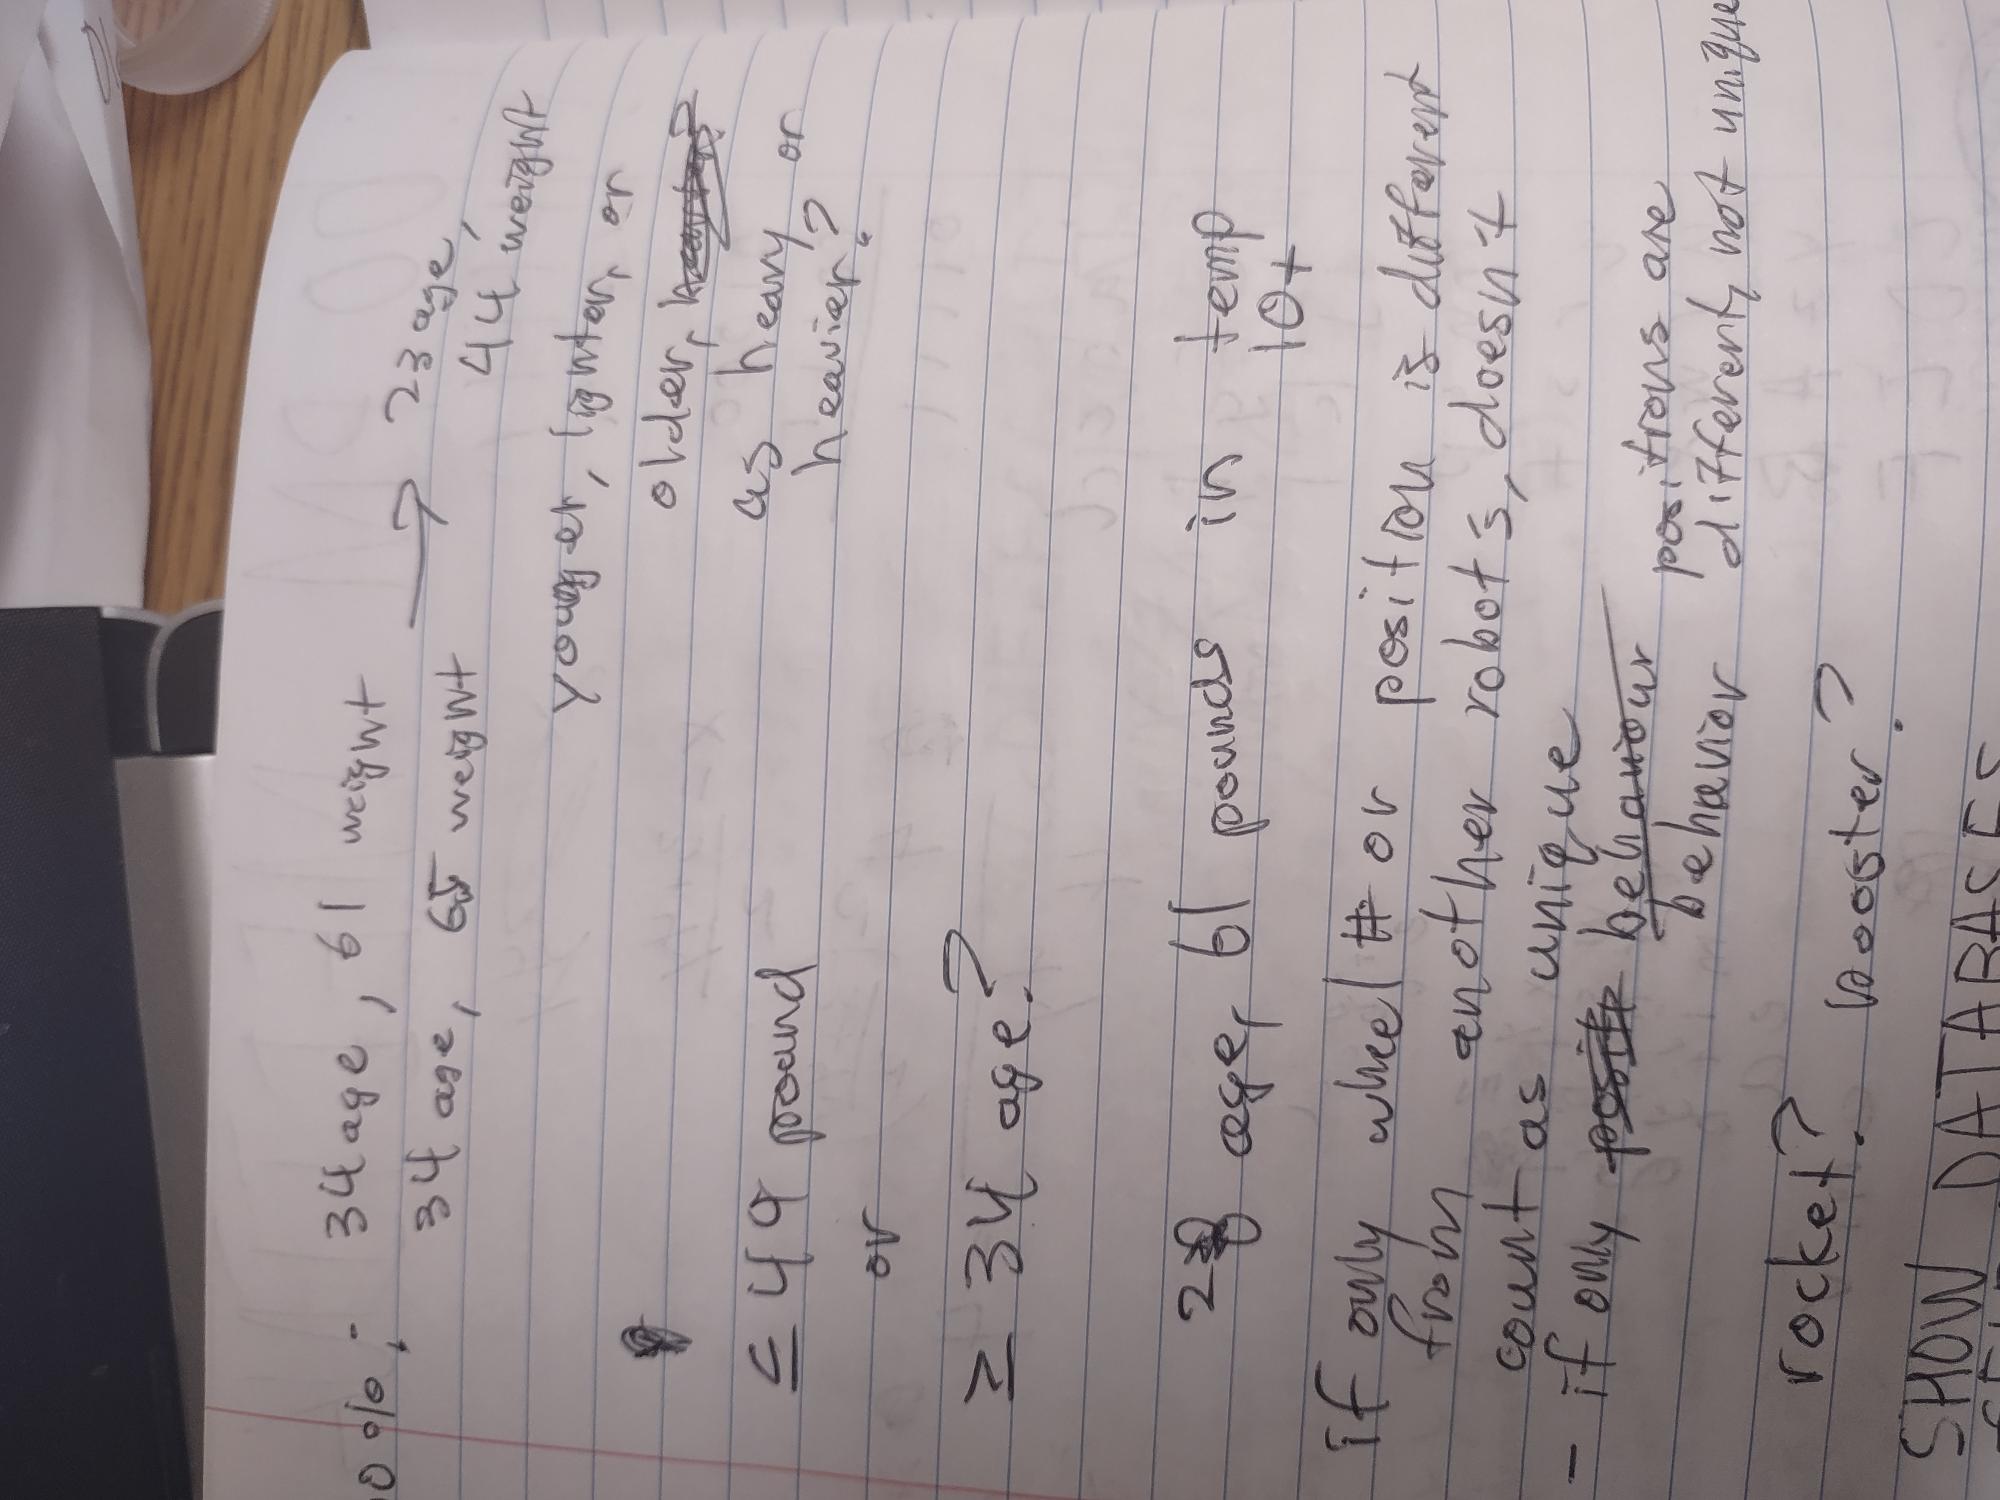 0 %: 34 age, 61 weight
34 age, 65 weight → 23 age,
44 weight
younger, lighter, or
older,
as heavy or
heavier?
≤ 49 pound
or
≥ 34 age?
age, 61 pounds in temp
10+
if only wheel # or position is different
from another robots, doesn't
count as unique
- if only behaviour positions are
behavior different, not unique
rocket? booster?
SHOW DATABASES